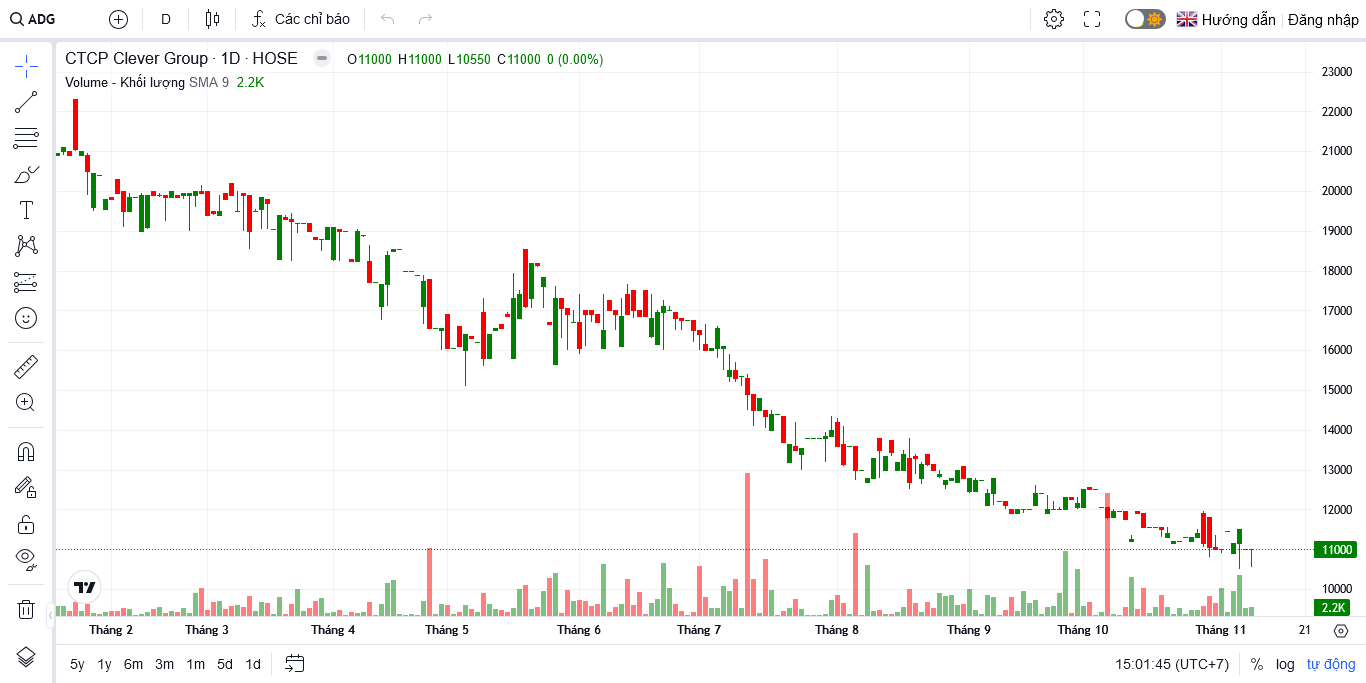 ADG D Các chỉ báo Hướng dẫn Đăng nhập
CTCP Clever Group · 1D · HOSE O11000 H11000 L10550 C11000 0 (0.00%)
Volume - Khối lượng SMA 9 2.2K
23000
22000
21000
20000
19000
18000
17000
16000
15000
14000
13000
12000
11000
10000
2.2K
Tháng 2 Tháng 3 Tháng 4 Tháng 5 Tháng 6 Tháng 7 Tháng 8 Tháng 9 Tháng 10 Tháng 11 21
5y 1y 6m 3m 1m 5d 1d 15:01:45 (UTC+7) % log tự động